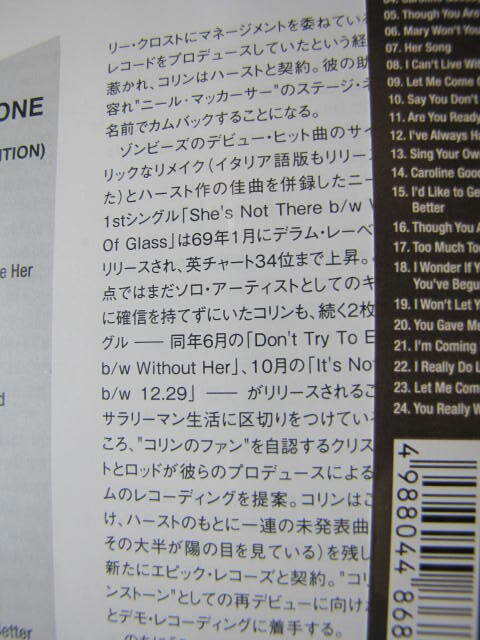 ONE
ITION)
e Her
d
etter
リー・クロストにマネージメントを委ねてい
レコードをプロデュースしていたという経
惹かれ、コリンはハーストと契約。彼の助
容れ"ニール・マッカーサー"のステージ・ネ
名前でカムバックすることになる。
ゾンビーズのデビュー・ヒット曲のサイ
リックなリメイク(イタリア語版もリリー
た)とハースト作の佳曲を併録したニー
1stシングル「She's Not There b/w
Of Glass」は69年1月にデラム・レーベ
リリースされ、英チャート34位まで上昇。
点ではまだソロ・アーティストとしてのキ
に確信を持てずにいたコリンも、続く2枚
グル ―― 同年6月の「Don't Try To E
b/w Without Her」、10月の「It's No
b/w 12.29」 ―― がリリースされるこ
サラリーマン生活に区切りをつけてい
ころ、"コリンのファン"を自認するクリス
トとロッドが彼らのプロデュースによる
ムのレコーディングを提案。コリンはこ
け、ハーストのもとに一連の未発表曲
その大半が陽の目を見ている)を残し
新たにエピック・レコーズと契約。"コリ
ンストーン"としての再デビューに向け
とデモ・レコーディングに着手する。
05. Though You Are
06. Mary Won't You
07. Her Song
08. I Can't Live With
09. Let Me Come C
10. Say You Don't
11. Are You Ready
12. I've Always Ha
13. Sing Your Own
14. Caroline Good
15. I'd Like to Get
Better
16. Though You A
17. Too Much Too
18. I Wonder If Y
You've Begu
19. I Won't Let Y
20. You Gave Me
21. I'm Coming
22. I Really Do L
23. Let Me Com
24. You Really W
4 988044 868